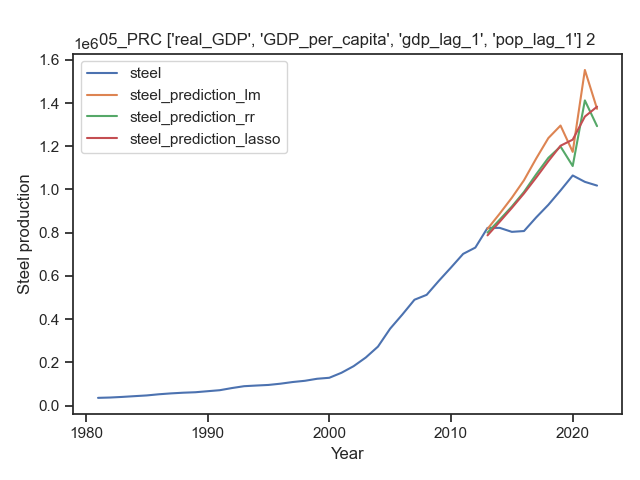 1e6
05_PRC ['real_GDP', 'GDP_per_capita', 'gdp_lag_1', 'pop_lag_1'] 2
steel
steel_prediction_lm
steel_prediction_rr
steel_prediction_lasso
1.6
1.4
1.2
1.0
0.8
0.6
0.4
0.2
0.0
Steel production
1980 1990 2000 2010 2020
Year